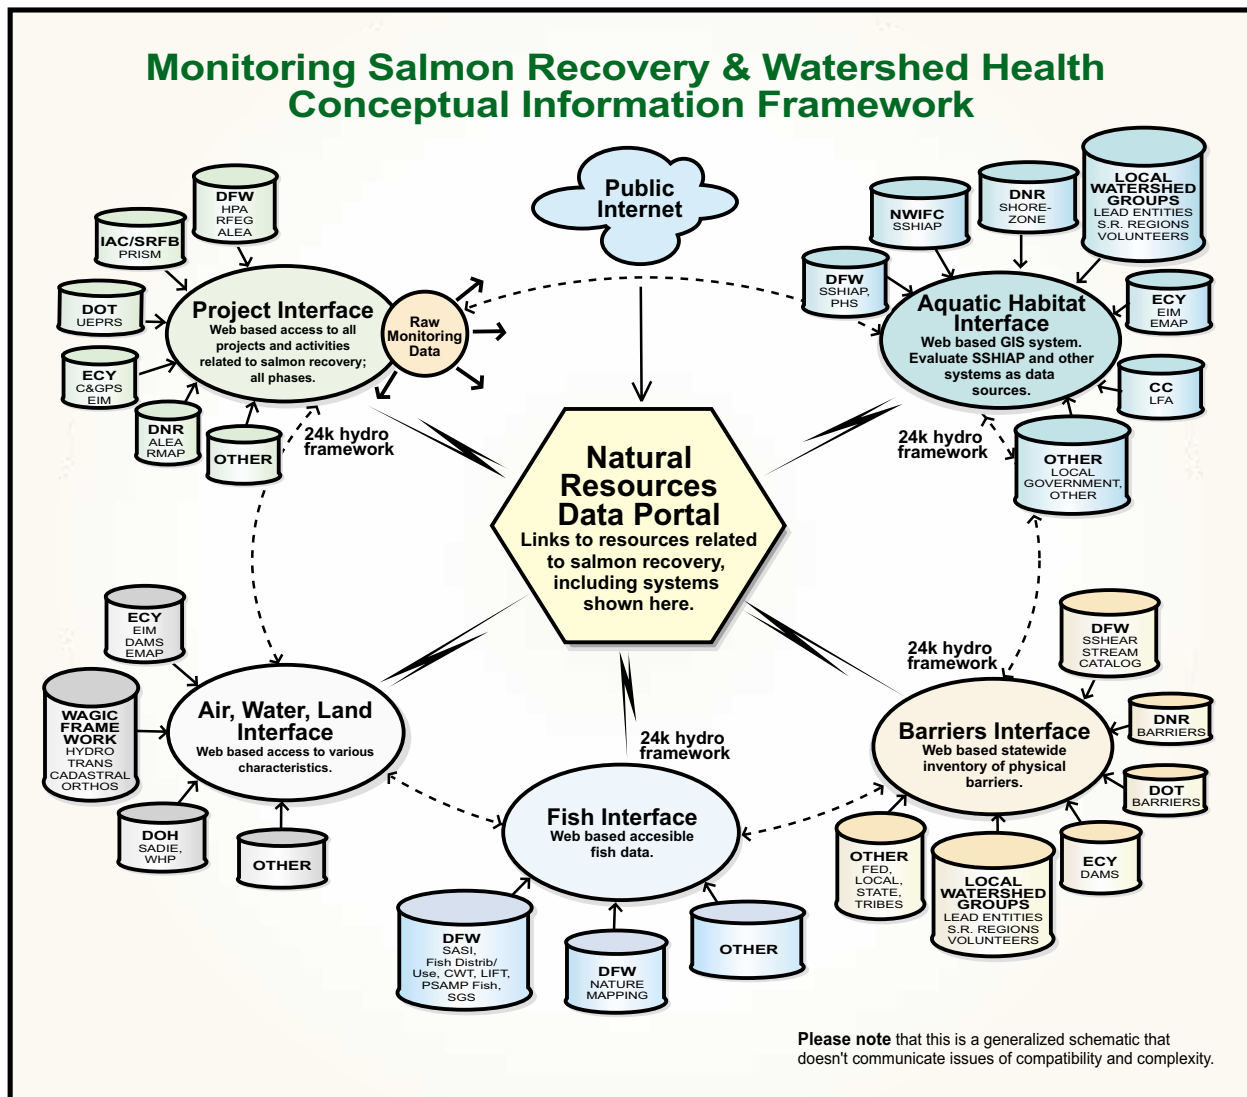 Monitoring Salmon Recovery & Watershed Health
Conceptual Information Framework
Public
Internet
DFW
HPA
RFEG
ALEA
IAC/SRFB
PRISM
DOT
UEPRS
ECY
C&GPS
EIM
DNR
ALEA
RMAP
OTHER
Project Interface
Web based access to all
projects and activities
related to salmon recovery;
all phases.
Raw
Monitoring
Data
24k hydro
framework
DFW
SSHIAP,
PHS
NWIFC
SSHIAP
DNR
SHORE-
ZONE
LOCAL
WATERSHED
GROUPS
LEAD ENTITIES
S.R. REGIONS
VOLUNTEERS
ECY
EIM
EMAP
CC
LFA
OTHER
LOCAL
GOVERNMENT,
OTHER
Aquatic Habitat
Interface
Web based GIS system.
Evaluate SSHIAP and other
systems as data
sources.
24k hydro
framework
Natural
Resources
Data Portal
Links to resources related
to salmon recovery,
including systems
shown here.
ECY
EIM
DAMS
EMAP
WAGIC
FRAME
WORK
HYDRO
TRANS
CADASTRAL
ORTHOS
DOH
SADIE,
WHP
OTHER
Air, Water, Land
Interface
Web based access to various
characteristics.
24k hydro
framework
Fish Interface
Web based accesible
fish data.
DFW
SASI,
Fish Distrib/
Use, CWT, LIFT,
PSAMP Fish,
SGS
DFW
NATURE
MAPPING
OTHER
24k hydro
framework
Barriers Interface
Web based statewide
inventory of physical
barriers.
DFW
SSHEAR
STREAM
CATALOG
DNR
BARRIERS
DOT
BARRIERS
ECY
DAMS
LOCAL
WATERSHED
GROUPS
LEAD ENTITIES
S.R. REGIONS
VOLUNTEERS
OTHER
FED,
LOCAL,
STATE,
TRIBES
Please note that this is a generalized schematic that
doesn't communicate issues of compatibility and complexity.